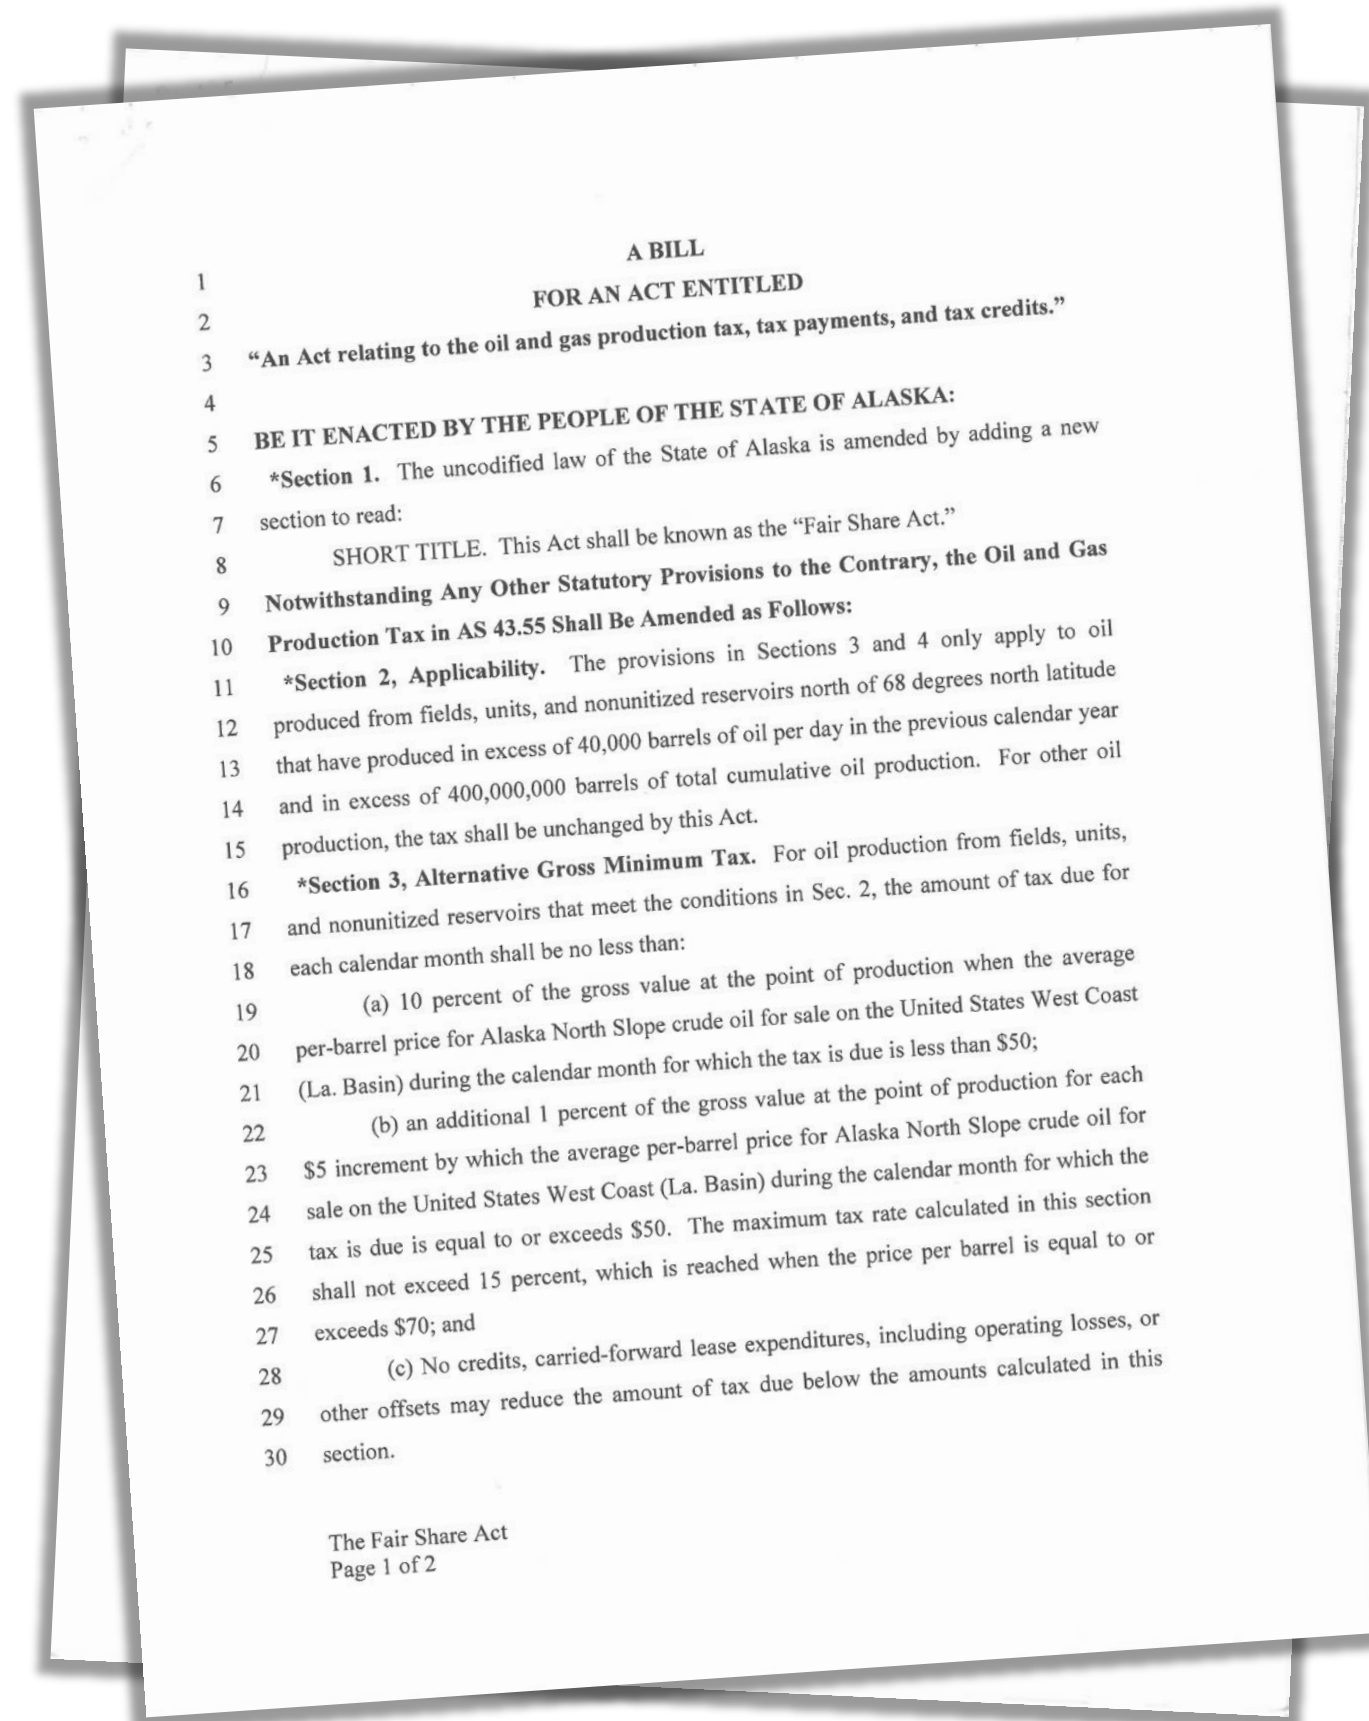 A BILL
1
FOR AN ACT ENTITLED
2
3 “An Act relating to the oil and gas production tax, tax payments, and tax credits.”
4
5 BE IT ENACTED BY THE PEOPLE OF THE STATE OF ALASKA:
6 *Section 1. The uncodified law of the State of Alaska is amended by adding a new
7 section to read:
8 SHORT TITLE. This Act shall be known as the “Fair Share Act.”
9 Notwithstanding Any Other Statutory Provisions to the Contrary, the Oil and Gas
10 Production Tax in AS 43.55 Shall Be Amended as Follows:
11 *Section 2, Applicability. The provisions in Sections 3 and 4 only apply to oil
12 produced from fields, units, and nonunitized reservoirs north of 68 degrees north latitude
13 that have produced in excess of 40,000 barrels of oil per day in the previous calendar year
14 and in excess of 400,000,000 barrels of total cumulative oil production. For other oil
15 production, the tax shall be unchanged by this Act.
16 *Section 3, Alternative Gross Minimum Tax. For oil production from fields, units,
17 and nonunitized reservoirs that meet the conditions in Sec. 2, the amount of tax due for
18 each calendar month shall be no less than:
19 (a) 10 percent of the gross value at the point of production when the average
20 per-barrel price for Alaska North Slope crude oil for sale on the United States West Coast
21 (La. Basin) during the calendar month for which the tax is due is less than $50;
22 (b) an additional 1 percent of the gross value at the point of production for each
23 $5 increment by which the average per-barrel price for Alaska North Slope crude oil for
24 sale on the United States West Coast (La. Basin) during the calendar month for which the
25 tax is due is equal to or exceeds $50. The maximum tax rate calculated in this section
26 shall not exceed 15 percent, which is reached when the price per barrel is equal to or
27 exceeds $70; and
28 (c) No credits, carried-forward lease expenditures, including operating losses, or
29 other offsets may reduce the amount of tax due below the amounts calculated in this
30 section.
The Fair Share Act
Page 1 of 2